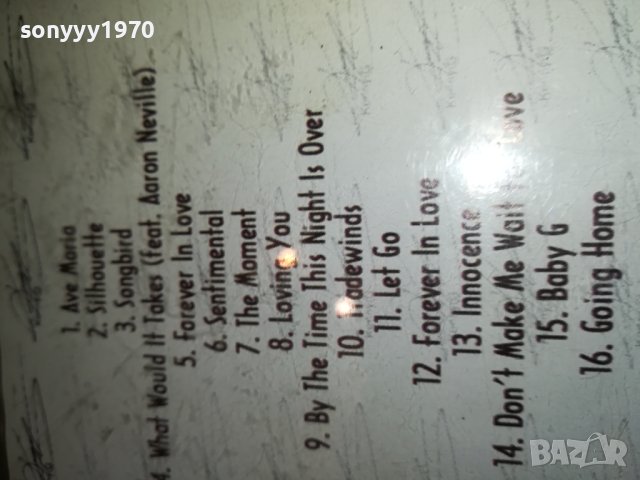 sonyyy1970
1. Ave Maria
2. Silhouette
3. Songbird
4. What Would It Takes (feat. Aaron Neville)
5. Forever In Love
6. Sentimental
7. The Moment
8. Loving You
9. By The Time This Night Is Over
10. Tradewinds
11. Let Go
12. Forever In Love
13. Innocence
14. Don't Make Me Wait Love
15. Baby G
16. Going Home
BAZAR